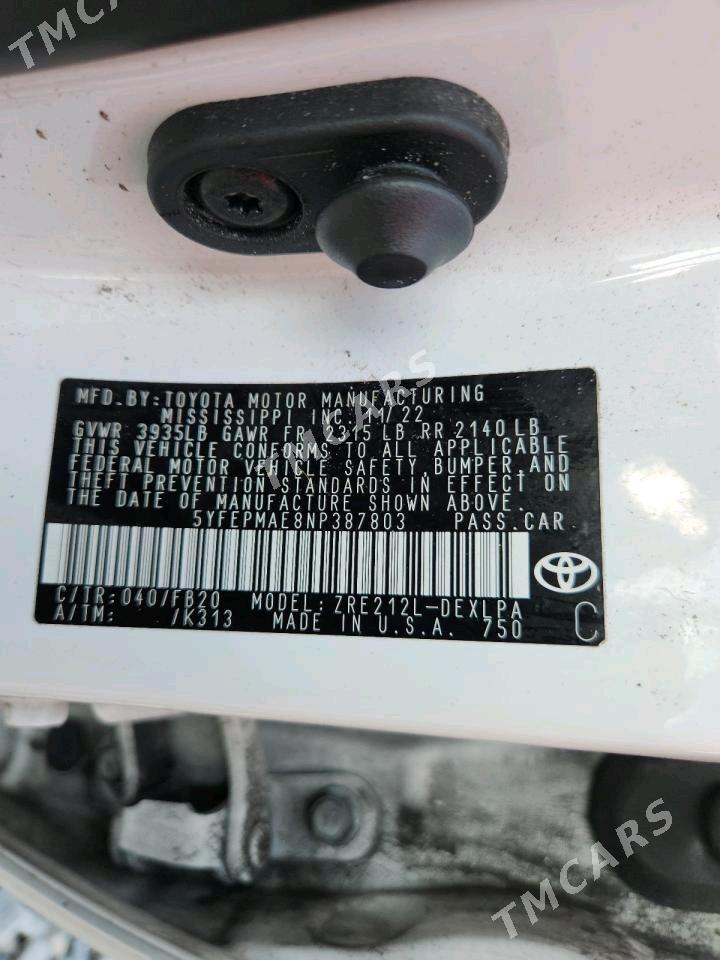 TMCARS
MFD.BY:TOYOTA MOTOR MANUFACTURING
MISSISSIPPI INC. 11/22
GVWR 3935LB GAWR FR 2215 LB RR 2140 LB
THIS VEHICLE CONFORMS TO ALL APPLICABLE
FEDERAL MOTOR VEHICLE SAFETY, BUMPER,AND
THEFT PREVENTION STANDARDS IN EFFECT ON
THE DATE OF MANUFACTURE SHOWN ABOVE.
5YFEPMAE8NP387803 PASS.CAR
C/TR:040/FB20 MODEL: ZRE212L-DEXLPA
A/TM: /K313 MADE IN U.S.A. 750 C
TMCARS
TMCARS
TMCARS